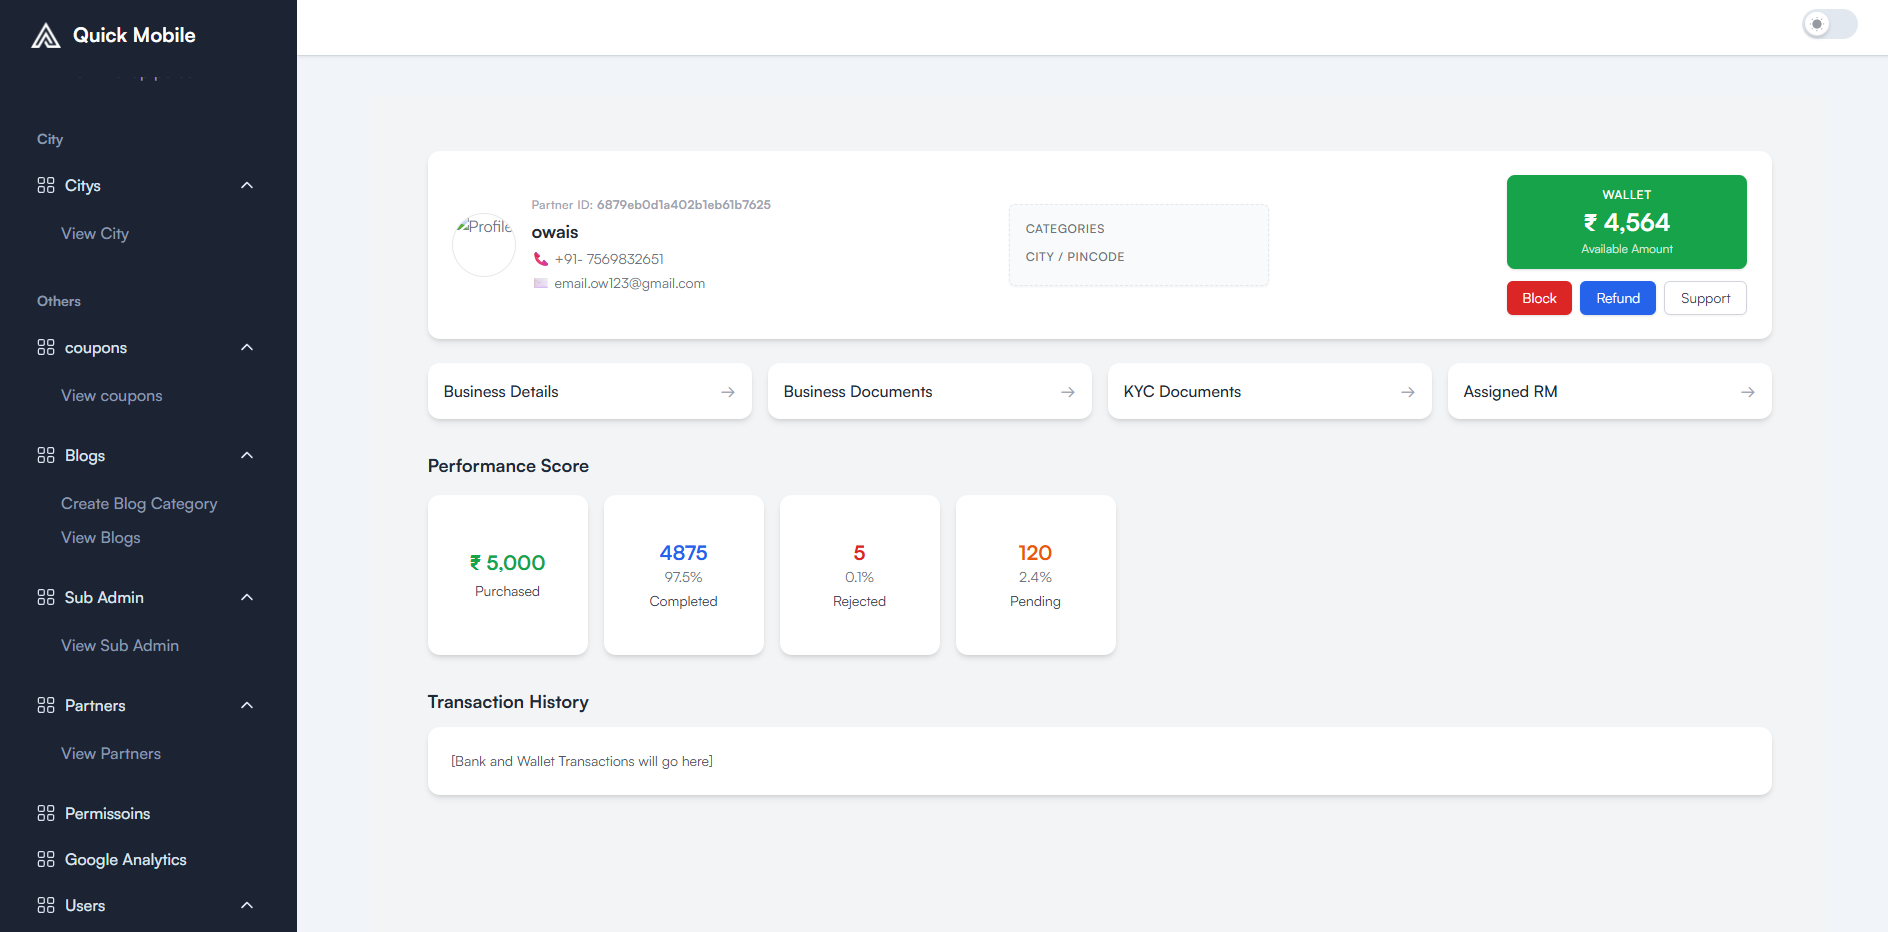 Quick Mobile
City
Citys
View City
Others
coupons
View coupons
Blogs
Create Blog Category
View Blogs
Sub Admin
View Sub Admin
Partners
View Partners
Permissoins
Google Analytics
Users
Profile
Partner ID: 6879eb0d1a402b1eb61b7625
owais
+91- 7569832651
email.ow123@gmail.com
CATEGORIES
CITY / PINCODE
WALLET
₹ 4,564
Available Amount
Block Refund Support
Business Details
Business Documents
KYC Documents
Assigned RM
Performance Score
₹ 5,000
Purchased
4875
97.5%
Completed
5
0.1%
Rejected
120
2.4%
Pending
Transaction History
[Bank and Wallet Transactions will go here]